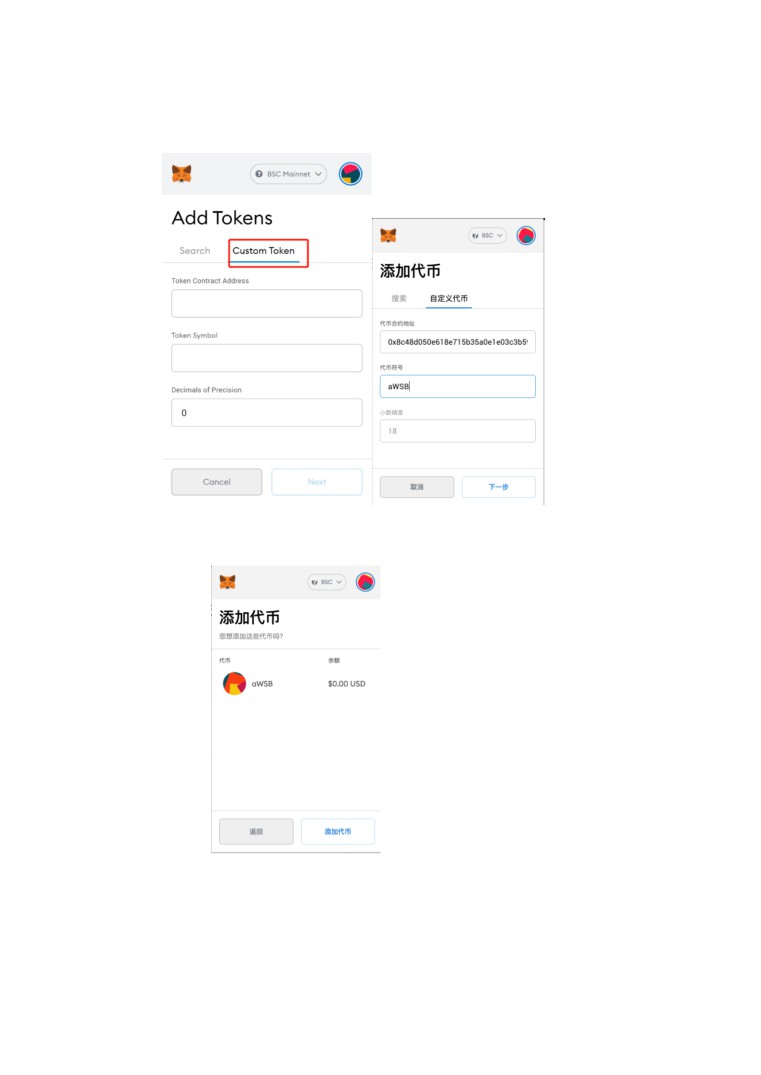 BSC Mainnet
Add Tokens
Search
Custom Token
Token Contract Address
Token Symbol
Decimals of Precision
0
Cancel
Next
BSC
添加代币
搜索
自定义代币
代币合约地址
0x8c48d050e618e715b35a0e1e03c3b5
代币符号
aWSB
小数精度
18
取消
下一步
BSC
添加代币
您想添加这些代币吗?
代币
余额
aWSB
$0.00 USD
返回
添加代币